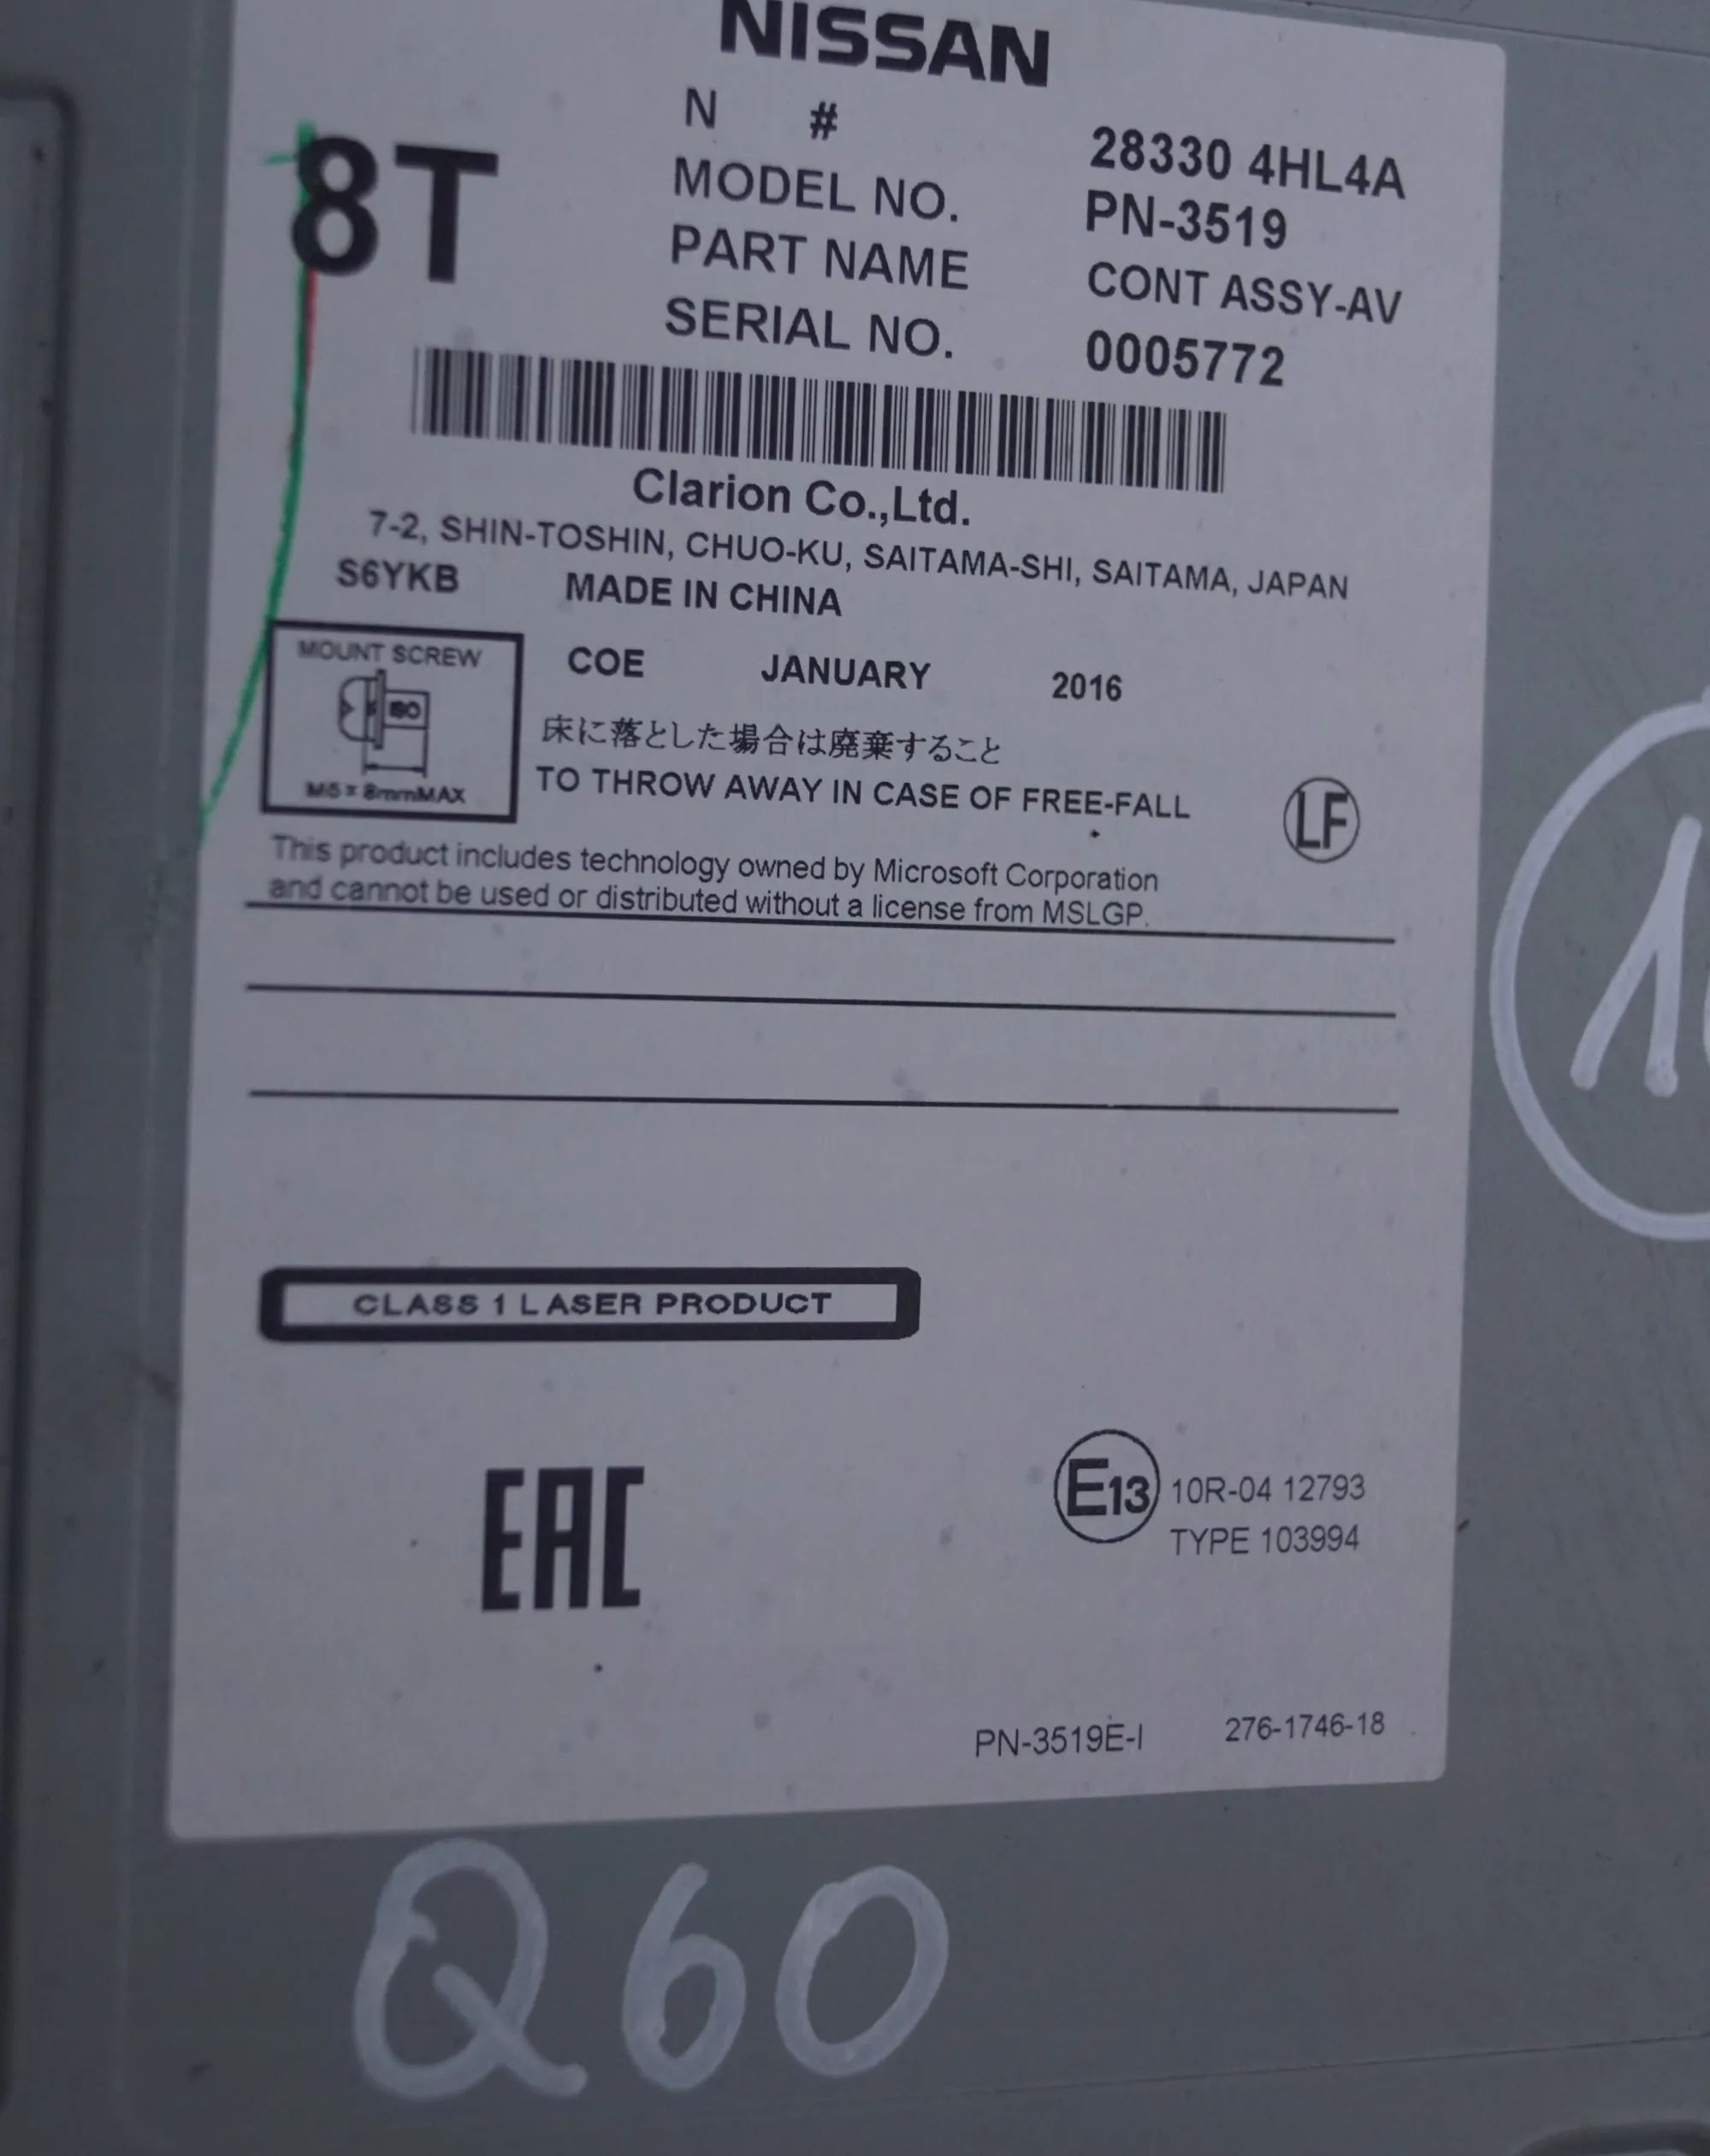 NISSAN
8T
N # 28330 4HL4A
MODEL NO. PN-3519
PART NAME CONT ASSY-AV
SERIAL NO. 0005772
Clarion Co.,Ltd.
7-2, SHIN-TOSHIN, CHUO-KU, SAITAMA-SHI, SAITAMA, JAPAN
S6YKB MADE IN CHINA
MOUNT SCREW
ISO
M5 x 8mmMAX
COE JANUARY 2016
床に落とした場合は廃棄すること
TO THROW AWAY IN CASE OF FREE-FALL
LF
This product includes technology owned by Microsoft Corporation
and cannot be used or distributed without a license from MSLGP.
CLASS 1 LASER PRODUCT
EAC
E13 10R-04 12793
TYPE 103994
PN-3519E-I 276-1746-18
Q60